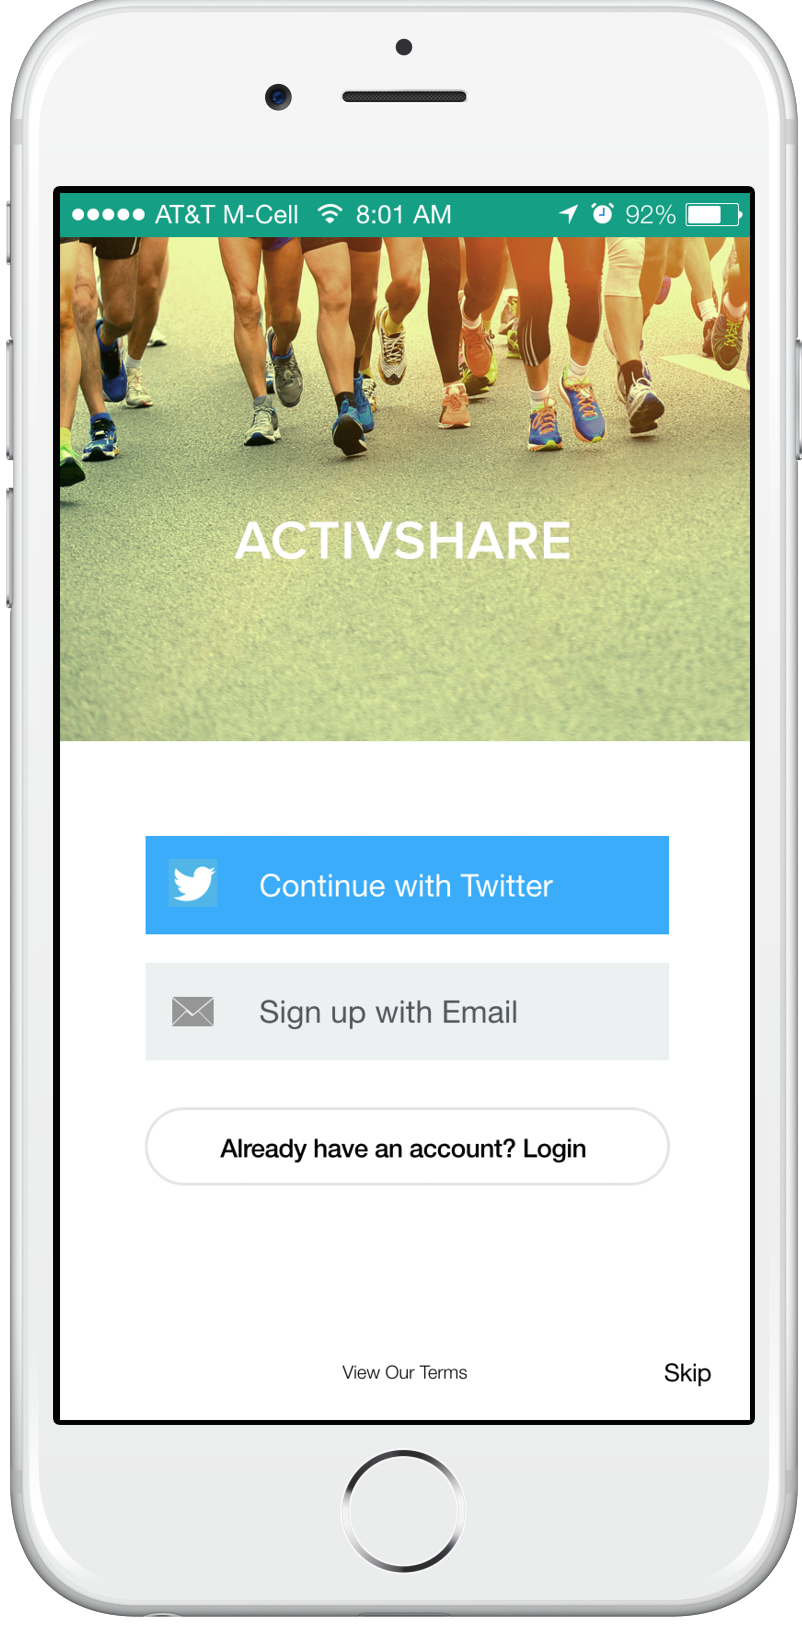 AT&T M-Cell 8:01 AM 92%
ACTIVSHARE
Continue with Twitter
Sign up with Email
Already have an account? Login
View Our Terms
Skip